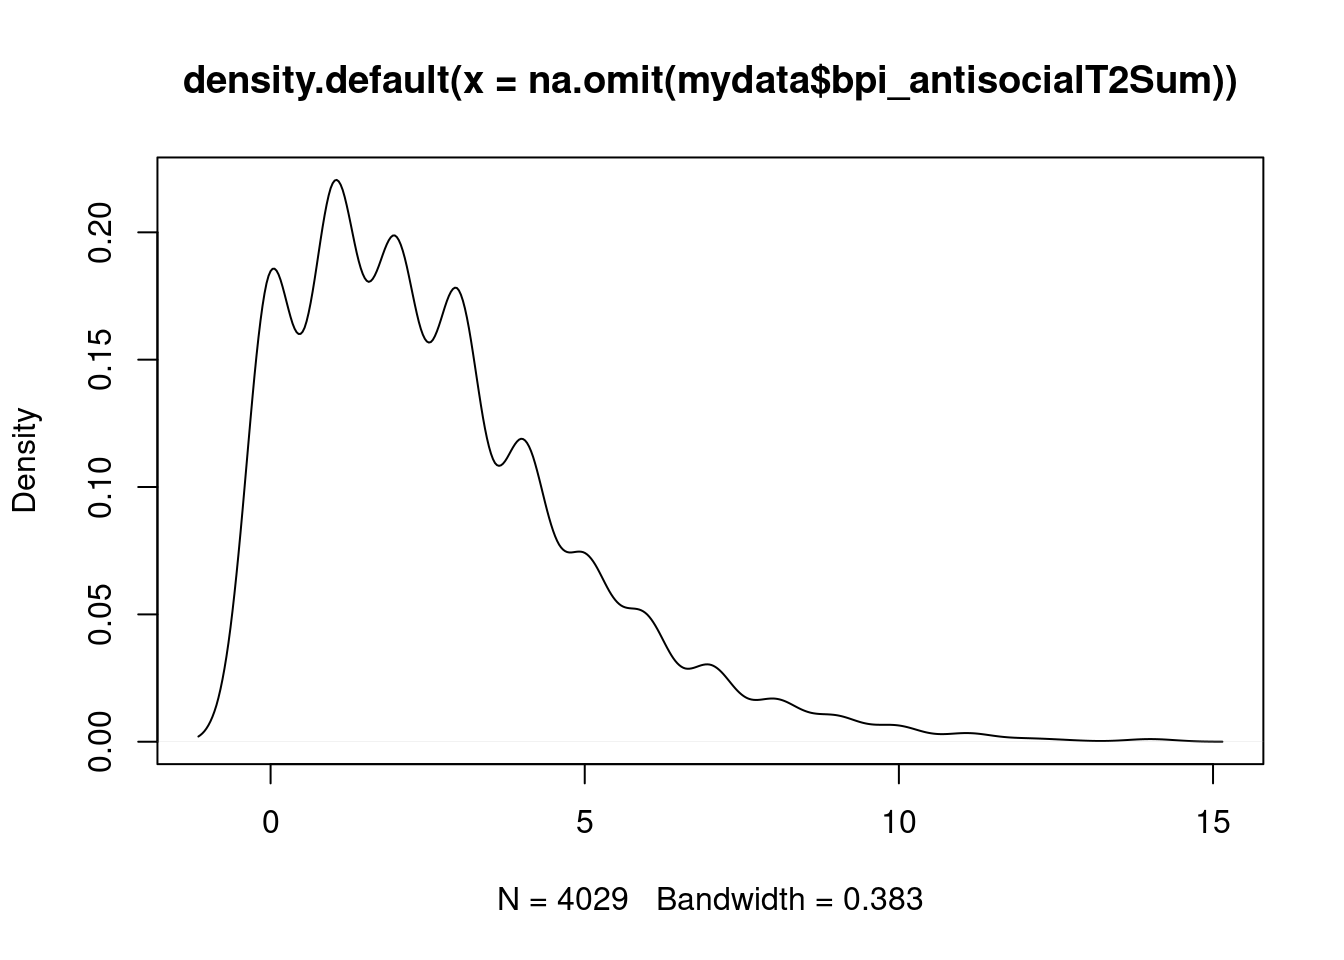 density.default(x = na.omit(mydata$bpi_antisocialT2Sum))
Density
0.20
0.15
0.10
0.05
0.00
0 5 10 15
N = 4029   Bandwidth = 0.383